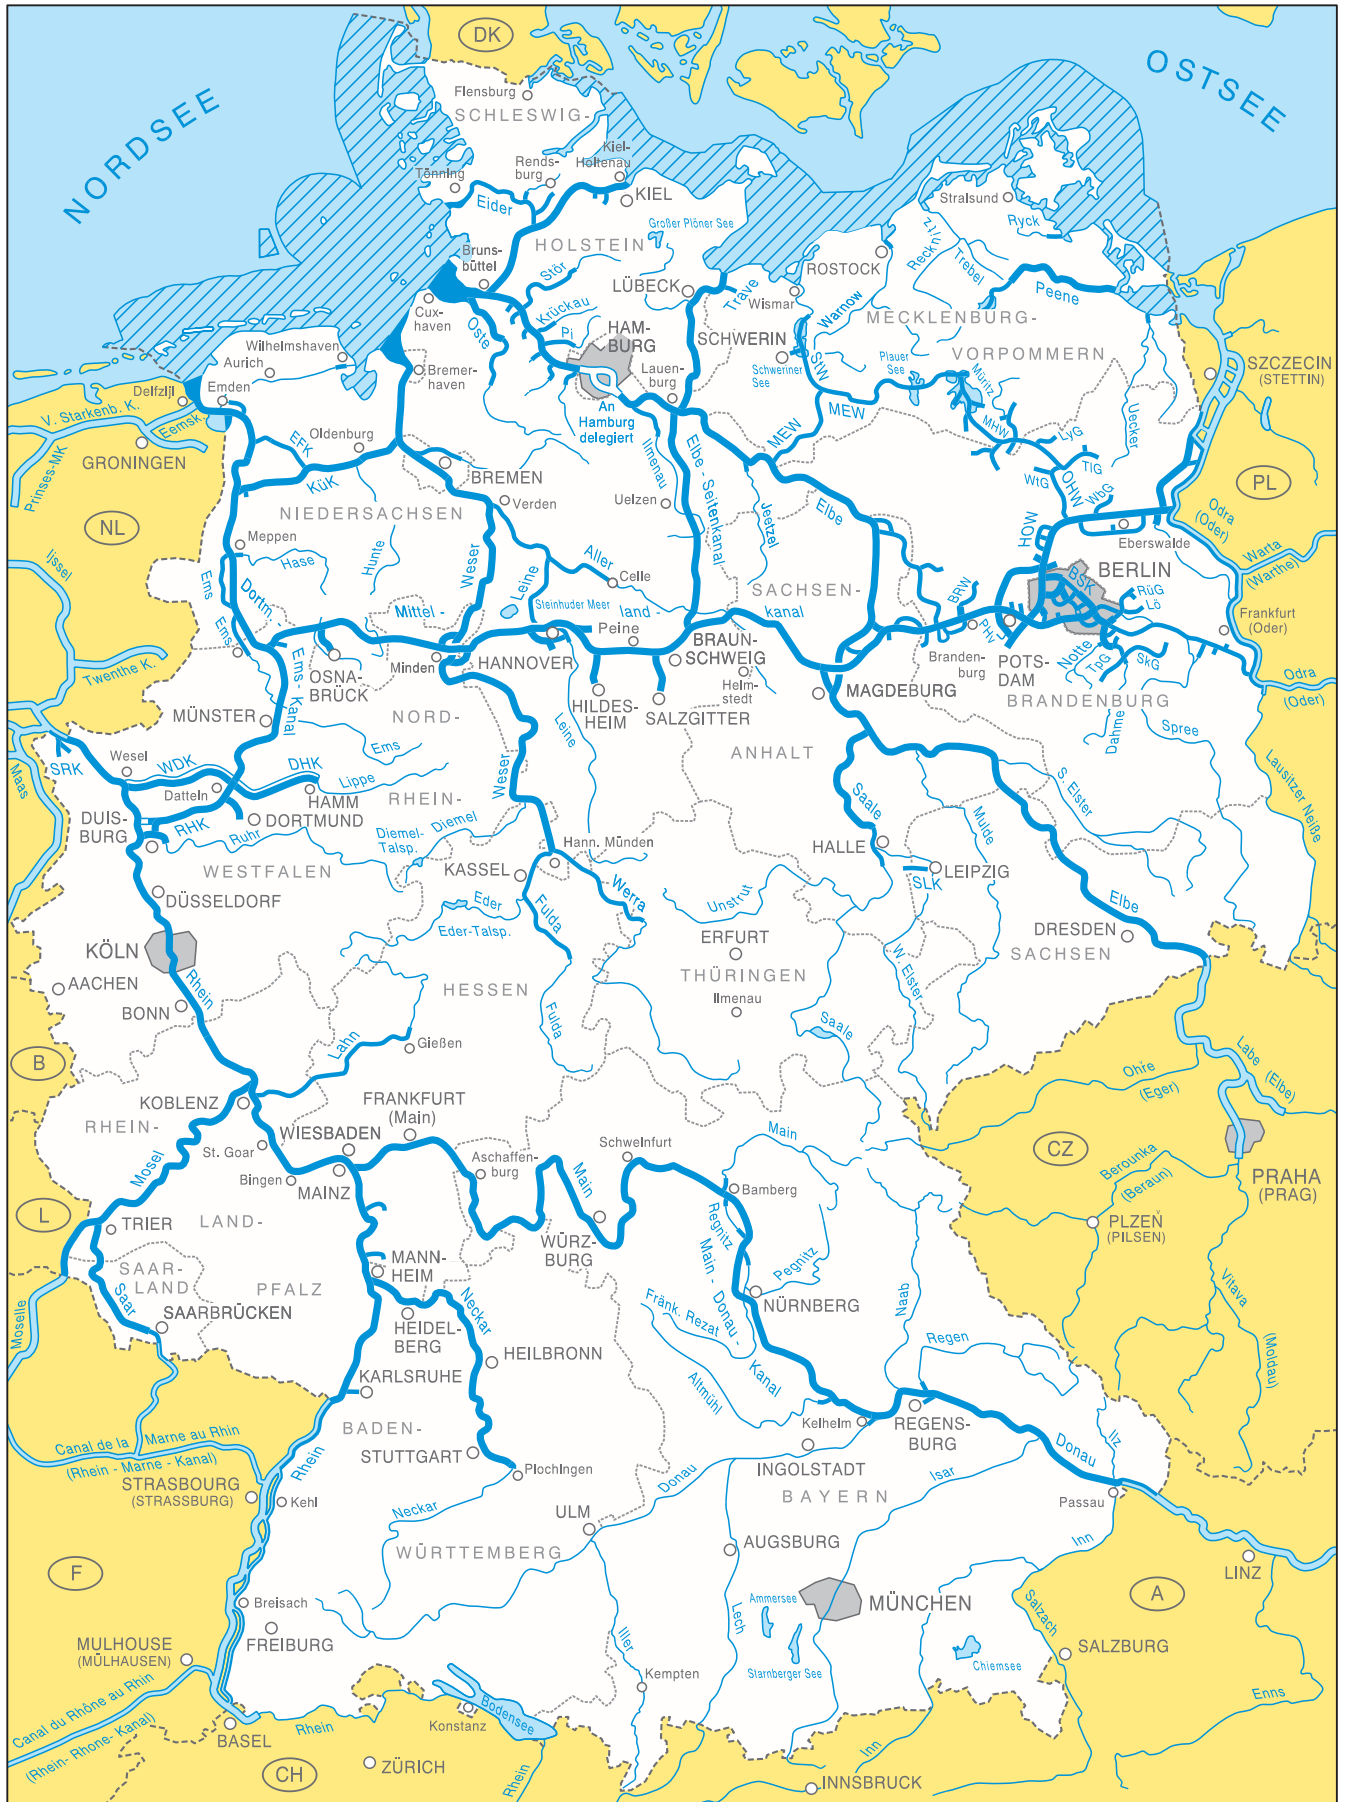 DK
NORDSEE
OSTSEE
Flensburg
SCHLESWIG-
Kiel-
Holtenau
Rends-
burg
Tönning
Eider
KIEL
Stralsund
Ryck
Großer Plöner See
HOLSTEIN
Recknitz
Trebel
Bruns-
büttel
Stör
ROSTOCK
LÜBECK
Trave
Wismar
Peene
Cux-
haven
Krückau
Oste
Pi
HAM-
BURG
Warnow
MECKLENBURG-
SCHWERIN
VORPOMMERN
Wilhelmshaven
Aurich
Bremer-
haven
Lauen-
burg
Schweriner
See
StW
Plauer
See
Müritz
SZCZECIN
(STETTIN)
Delfzijl
Emden
V. Starkenb. K.
Eemsk.
An
Hamburg
delegiert
MEW
MEW
MHW
LyG
Uecker
GRONINGEN
Prinses-MK
EFK
Oldenburg
KüK
BREMEN
Ilmenau
Elbe - Seitenkanal
TlG
WtG
OHW
WbG
PL
NL
NIEDERSACHSEN
Verden
Uelzen
Jeetzel
Elbe
HOW
Eberswalde
Odra
(Oder)
Ijssel
Meppen
Hase
Hunte
Weser
Aller
Celle
Leine
SACHSEN-
BERLIN
BSK
RüG
Lö
Warta
(Warthe)
Ems
Dortm.
Ems - Kanal
Mittel -
Steinhuder Meer
land-
kanal
BRW
PHv
Frankfurt
(Oder)
Ems
Minden
HANNOVER
Peine
BRAUN-
SCHWEIG
Branden-
burg
POTS-
DAM
Notte
TpG
SkG
Twenthe K.
OSNA-
BRÜCK
HILDES-
HEIM
SALZGITTER
Helm-
stedt
MAGDEBURG
BRANDENBURG
Odra
(Oder)
MÜNSTER
NORD-
Ems
Leine
ANHALT
Dahme
Spree
SRK
Maas
Wesel
WDK
DHK
Lippe
Datteln
HAMM
RHEIN-
Weser
Saale
Mulde
S. Elster
Lausitzer Neiße
DUIS-
BURG
RHK
DORTMUND
Ruhr
Diemel-
Talsp.
Diemel
Hann. Münden
HALLE
LEIPZIG
SLK
WESTFALEN
KASSEL
Werra
Unstrut
DÜSSELDORF
Eder
Eder-Talsp.
Fulda
ERFURT
THÜRINGEN
W. Elster
Elbe
DRESDEN
SACHSEN
KÖLN
AACHEN
Rhein
BONN
HESSEN
Ilmenau
Saale
Fulda
B
Lahn
Gießen
Labe
(Elbe)
Ohře
(Eger)
KOBLENZ
RHEIN-
FRANKFURT
(Main)
WIESBADEN
St. Goar
Bingen
MAINZ
Aschaffen-
burg
Schweinfurt
Main
Main
CZ
Berounka
(Beraun)
PRAHA
(PRAG)
Mosel
L
TRIER
LAND-
WÜRZ-
BURG
Bamberg
Regnitz
PLZEŇ
(PILSEN)
SAAR-
LAND
PFALZ
MANN-
HEIM
Main - Donau - Kanal
Pegnitz
NÜRNBERG
Naab
Vltava
(Moldau)
Moselle
Saar
SAARBRÜCKEN
Neckar
HEIDEL-
BERG
HEILBRONN
Fränk. Rezat
Altmühl
Regen
KARLSRUHE
BADEN-
Kelheim
REGENS-
BURG
Canal de la Marne au Rhin
(Rhein - Marne - Kanal)
Rhein
STUTTGART
Plochingen
Donau
INGOLSTADT
Isar
Donau
Ilz
STRASBOURG
(STRASSBURG)
Kehl
Neckar
ULM
BAYERN
Passau
Inn
WÜRTTEMBERG
AUGSBURG
LINZ
F
A
Breisach
FREIBURG
Iller
Lech
Ammersee
MÜNCHEN
Salzach
MULHOUSE
(MÜLHAUSEN)
Kempten
Starnberger See
Chiemsee
SALZBURG
Canal du Rhône au Rhin
(Rhein- Rhone- Kanal)
BASEL
Rhein
Konstanz
Bodensee
Enns
CH
ZÜRICH
Rhein
Inn
INNSBRUCK